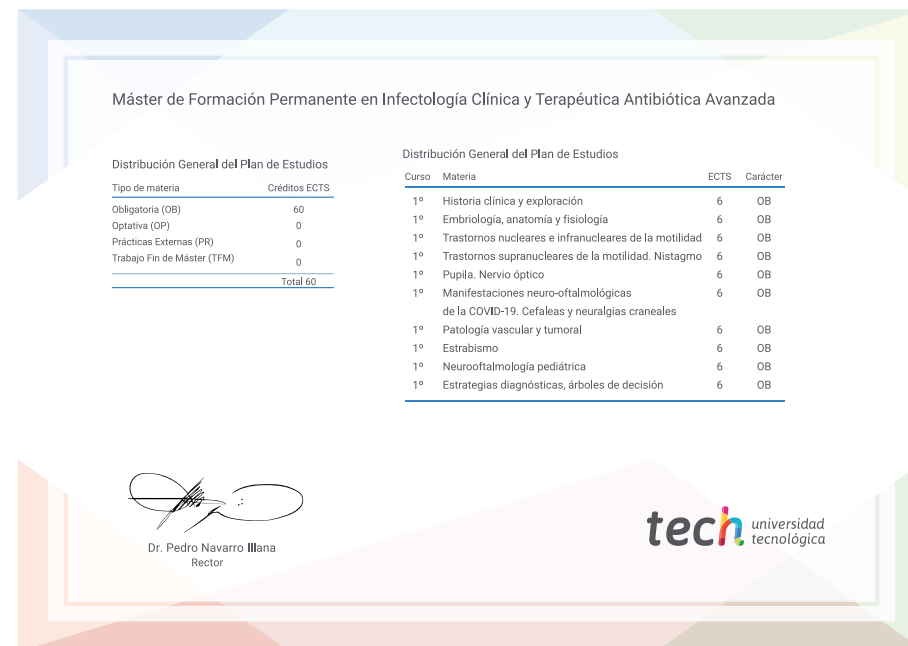 Máster de Formación Permanente en Infectología Clínica y Terapéutica Antibiótica Avanzada
Distribución General del Plan de Estudios
Tipo de materia Créditos ECTS
Obligatoria (OB) 60
Optativa (OP) 0
Prácticas Externas (PR) 0
Trabajo Fin de Máster (TFM) 0
Total 60
Distribución General del Plan de Estudios
Curso Materia ECTS Carácter
1º Historia clínica y exploración 6 OB
1º Embriología, anatomía y fisiología 6 OB
1º Trastornos nucleares e infranucleares de la motilidad 6 OB
1º Trastornos supranucleares de la motilidad. Nistagmo 6 OB
1º Pupila. Nervio óptico 6 OB
1º Manifestaciones neuro-oftalmológicas 6 OB
de la COVID-19. Cefaleas y neuralgias craneales
1º Patología vascular y tumoral 6 OB
1º Estrabismo 6 OB
1º Neurooftalmología pediátrica 6 OB
1º Estrategias diagnósticas, árboles de decisión 6 OB
Dr. Pedro Navarro Illana
Rector
tech universidad
tecnológica